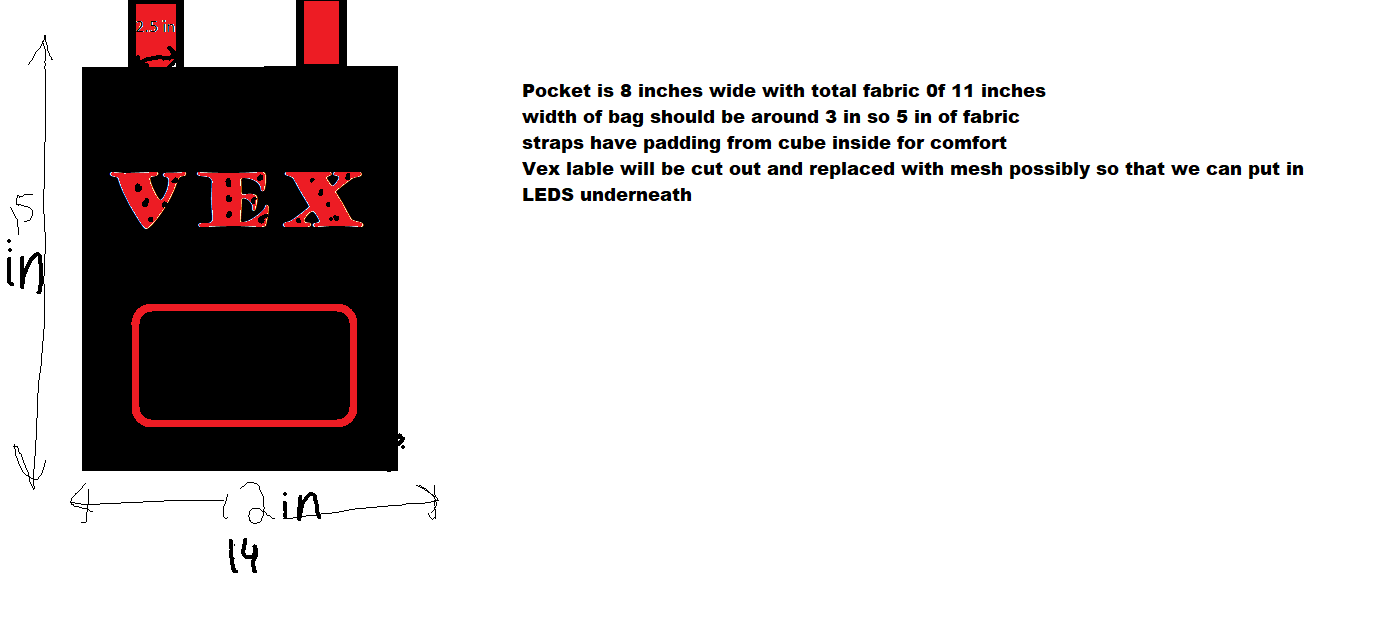 2.5 in
Pocket is 8 inches wide with total fabric 0f 11 inches
width of bag should be around 3 in so 5 in of fabric
straps have padding from cube inside for comfort
Vex lable will be cut out and replaced with mesh possibly so that we can put in
LEDS underneath
VEX
15
in
12 in
14